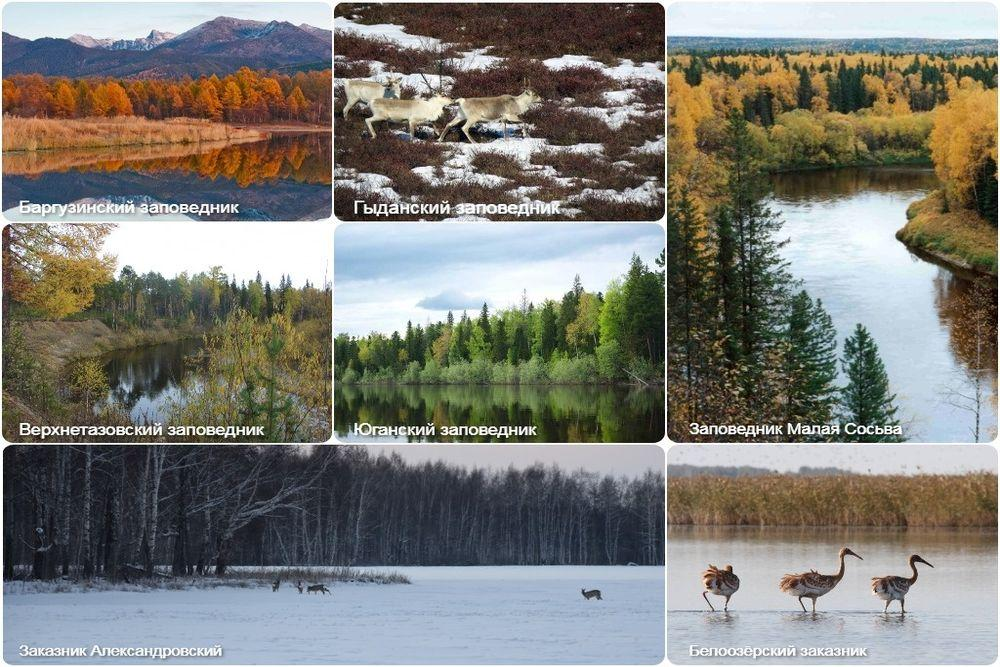 Баргузинский заповедник
Гыданский заповедник
Верхнетазовский заповедник
Юганский заповедник
Заповедник Малая Сосьва
Заказник Александровский
Белоозёрский заказник